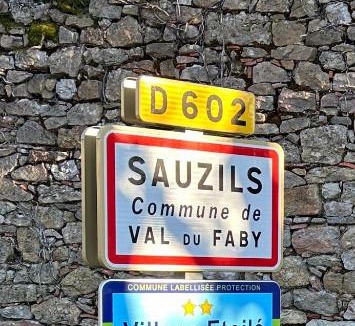 D 602
SAUZILS
Commune de
VAL DU FABY
COMMUNE LABELLISÉE PROTECTION